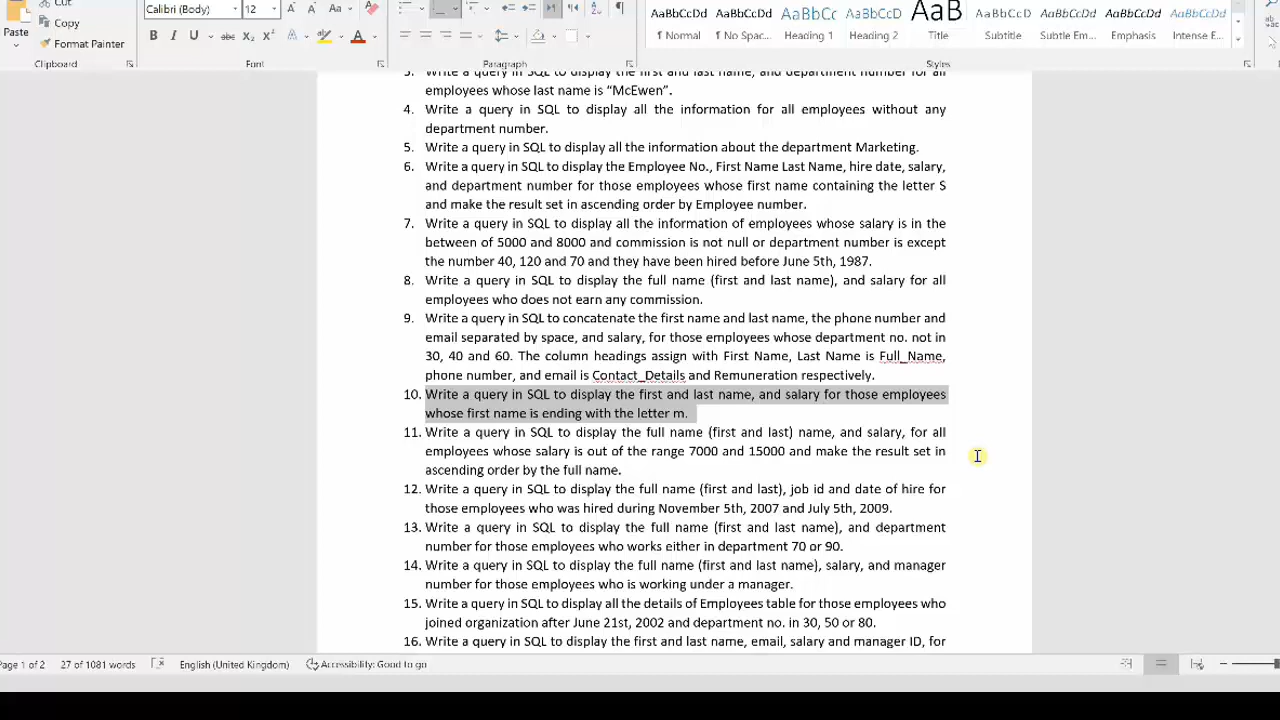 Cut
Copy
Paste
Format Painter
Clipboard
Calibri (Body) 12 A A Aa A
B I U abc X₂ X² A A
Font
Paragraph
AaBbCcDd AaBbCcDd AaBbCc AaBbCcD AaB AaBbCcD AaBbCcDd AaBbCcDd AaBbCcDd
¶ Normal ¶ No Spac... Heading 1 Heading 2 Title Subtitle Subtle Em... Emphasis Intense E...
Styles
3. Write a query in SQL to display the first and last name, and department number for all
employees whose last name is “McEwen”.
4. Write a query in SQL to display all the information for all employees without any
department number.
5. Write a query in SQL to display all the information about the department Marketing.
6. Write a query in SQL to display the Employee No., First Name Last Name, hire date, salary,
and department number for those employees whose first name containing the letter S
and make the result set in ascending order by Employee number.
7. Write a query in SQL to display all the information of employees whose salary is in the
between of 5000 and 8000 and commission is not null or department number is except
the number 40, 120 and 70 and they have been hired before June 5th, 1987.
8. Write a query in SQL to display the full name (first and last name), and salary for all
employees who does not earn any commission.
9. Write a query in SQL to concatenate the first name and last name, the phone number and
email separated by space, and salary, for those employees whose department no. not in
30, 40 and 60. The column headings assign with First Name, Last Name is Full_Name,
phone number, and email is Contact_Details and Remuneration respectively.
10. Write a query in SQL to display the first and last name, and salary for those employees
whose first name is ending with the letter m.
11. Write a query in SQL to display the full name (first and last) name, and salary, for all
employees whose salary is out of the range 7000 and 15000 and make the result set in
ascending order by the full name.
12. Write a query in SQL to display the full name (first and last), job id and date of hire for
those employees who was hired during November 5th, 2007 and July 5th, 2009.
13. Write a query in SQL to display the full name (first and last name), and department
number for those employees who works either in department 70 or 90.
14. Write a query in SQL to display the full name (first and last name), salary, and manager
number for those employees who is working under a manager.
15. Write a query in SQL to display all the details of Employees table for those employees who
joined organization after June 21st, 2002 and department no. in 30, 50 or 80.
16. Write a query in SQL to display the first and last name, email, salary and manager ID, for
Page 1 of 2 27 of 1081 words English (United Kingdom) Accessibility: Good to go